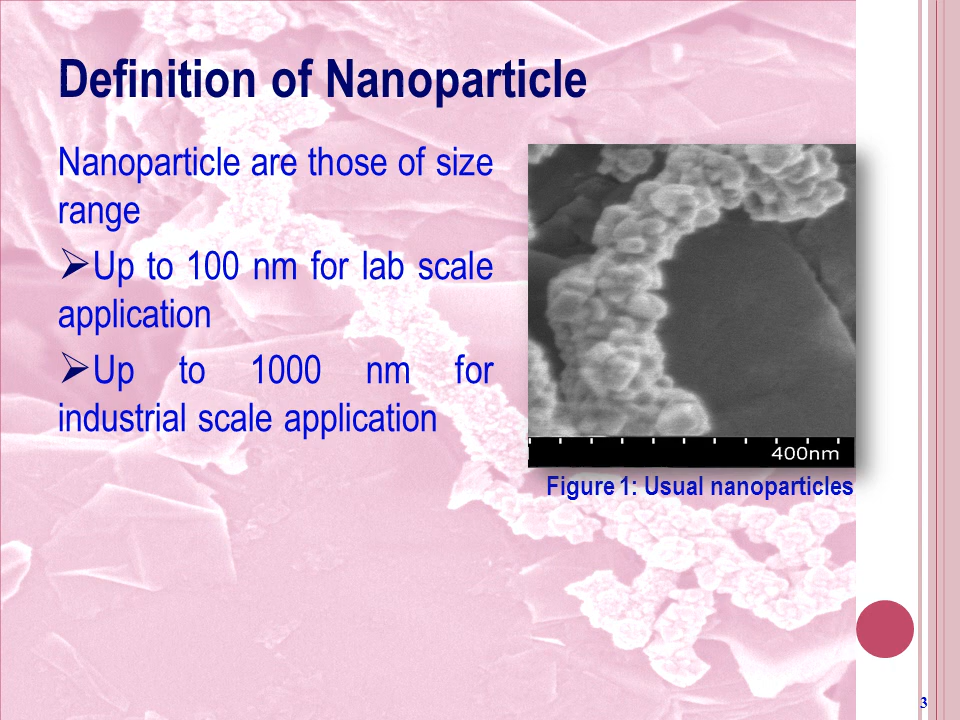 Definition of Nanoparticle
Nanoparticle are those of size
range
➢Up to 100 nm for lab scale
application
➢Up to 1000 nm for
industrial scale application
400nm
Figure 1: Usual nanoparticles
3